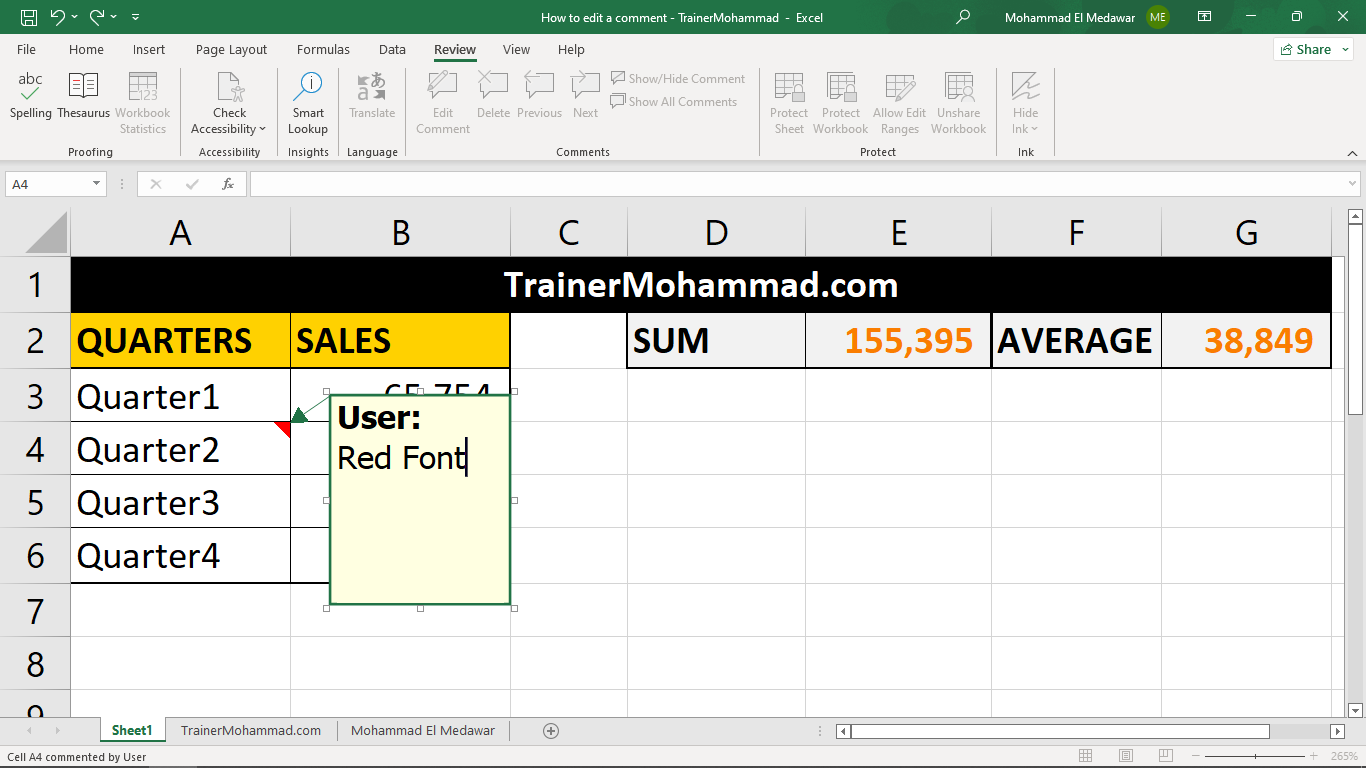 How to edit a comment - TrainerMohammad - Excel
Mohammad El Medawar ME
File Home Insert Page Layout Formulas Data Review View Help Share
abc
Spelling Thesaurus Workbook Statistics
Check Accessibility
Smart Lookup
Translate
Edit Comment Delete Previous Next
Show/Hide Comment
Show All Comments
Protect Sheet Protect Workbook Allow Edit Ranges Unshare Workbook
Hide Ink
Proofing Accessibility Insights Language Comments Protect Ink
A4 fx
A B C D E F G
1 TrainerMohammad.com
2 QUARTERS SALES SUM 155,395 AVERAGE 38,849
3 Quarter1 65,754
User:
Red Font
4 Quarter2
5 Quarter3
6 Quarter4
7
8
9
Sheet1 TrainerMohammad.com Mohammad El Medawar
Cell A4 commented by User 265%